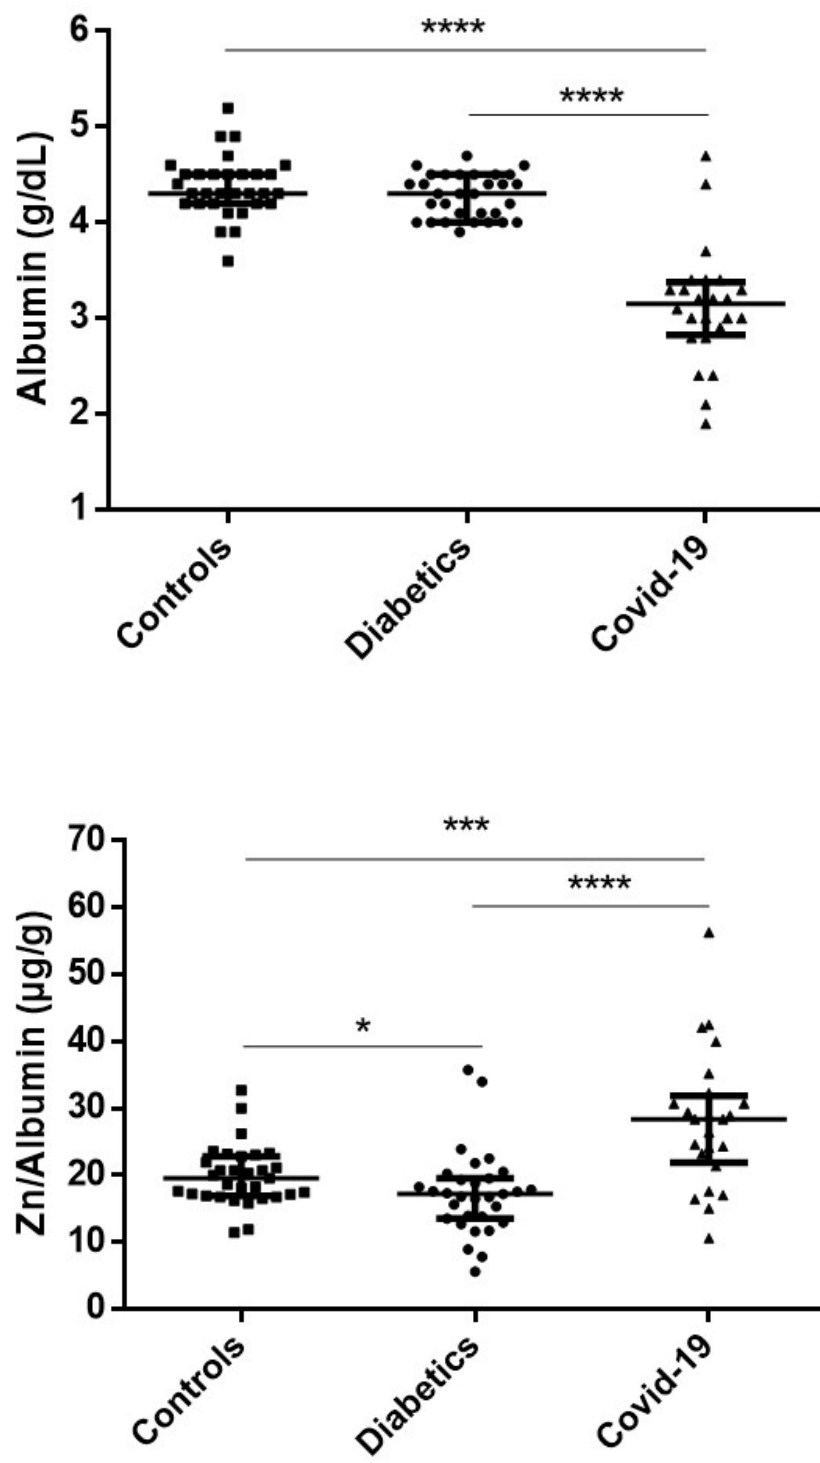 ****
****
Albumin (g/dL)
6
5
4
3
2
1
Controls
Diabetics
Covid-19
***
****
*
Zn/Albumin (µg/g)
70
60
50
40
30
20
10
0
Controls
Diabetics
Covid-19